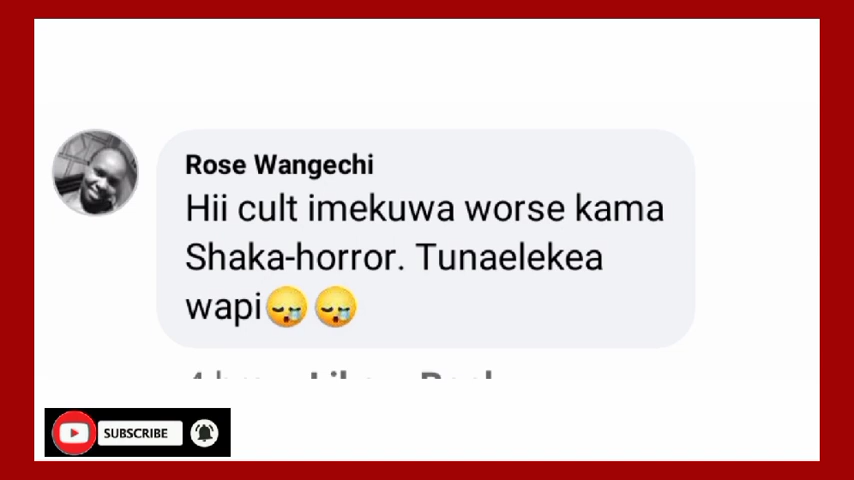 Rose Wangechi
Hii cult imekuwa worse kama
Shaka-horror. Tunaelekea
wapi😪😪
SUBSCRIBE